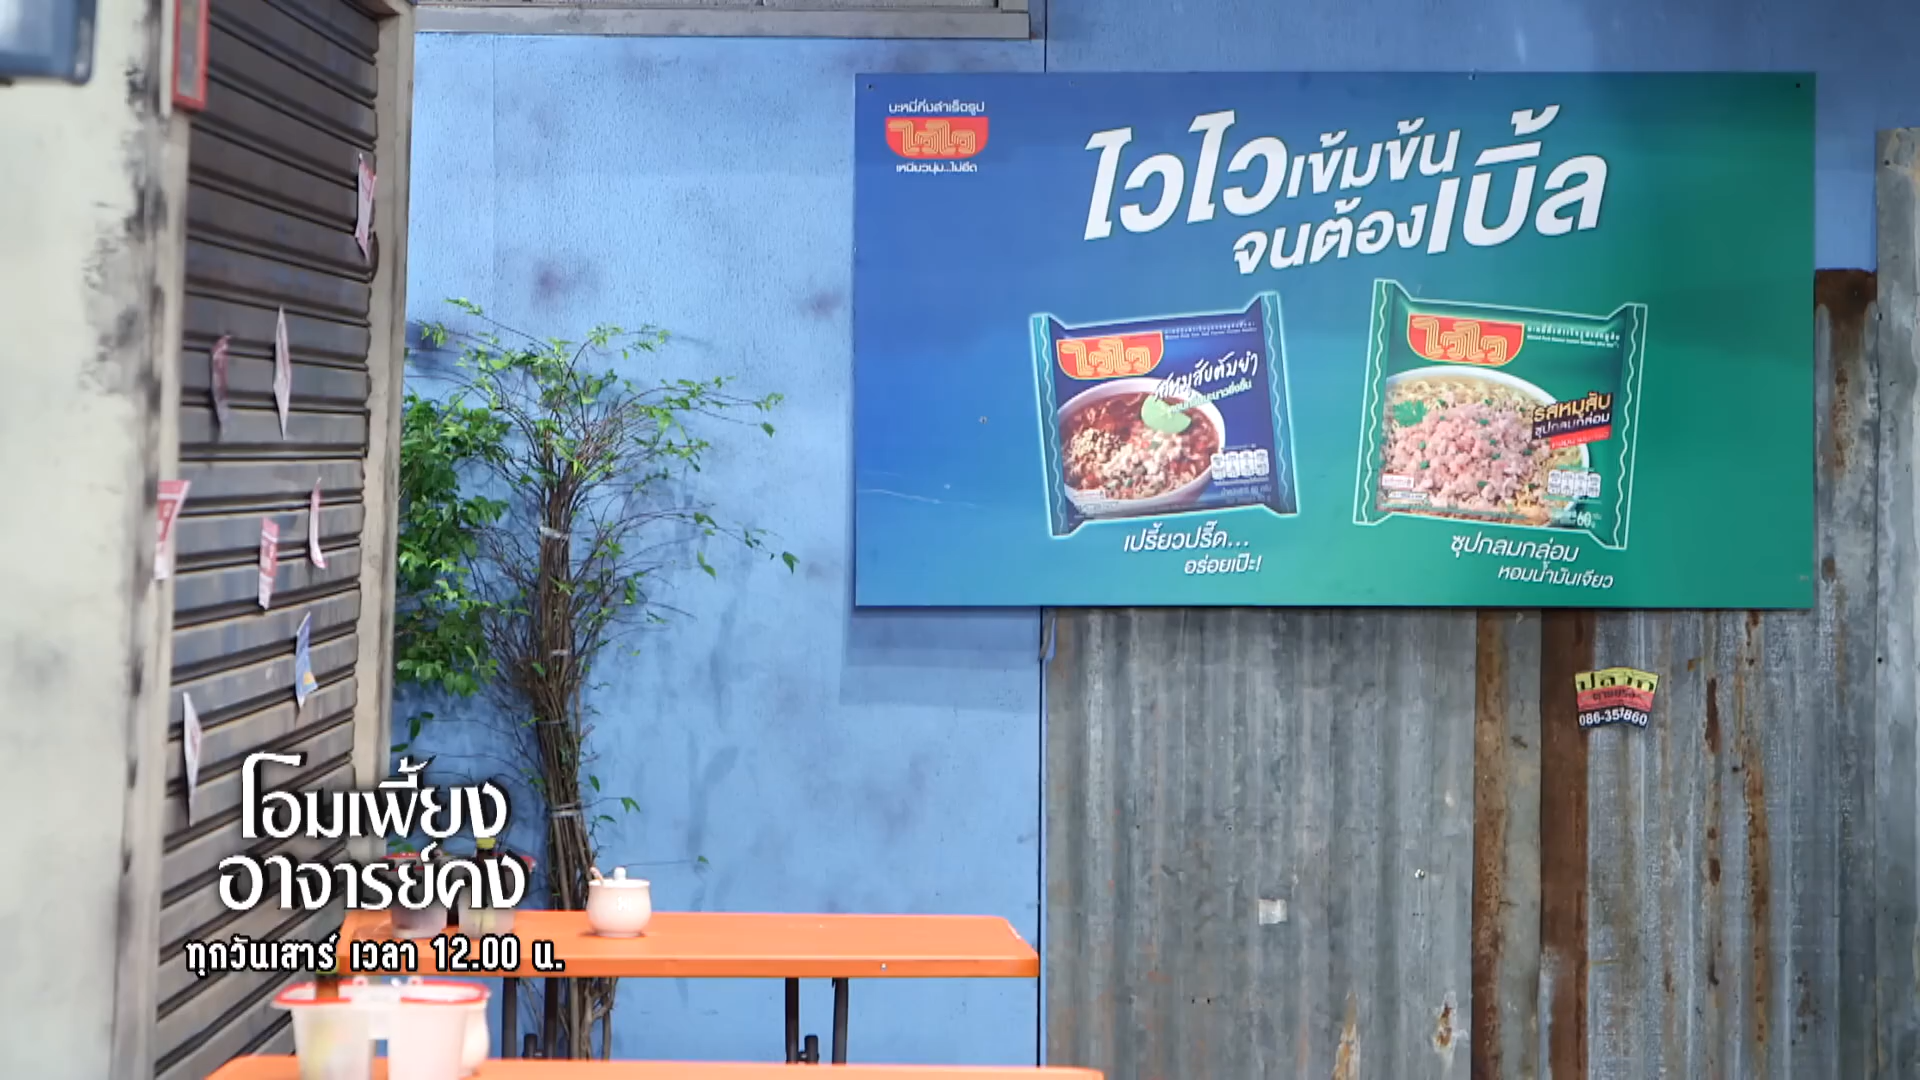 บะหมี่กึ่งสำเร็จรูป
ไวไว
เหนียวนุ่ม...ไม่อืด
ไวไวเข้มข้น
จนต้องเบิ้ล
ไวไว
รสหมูสับต้มยำ
ไวไว
รสหมูสับ
ซุปกลมกล่อม
60
เปรี้ยวปรี๊ด...
อร่อยเป๊ะ!
ซุปกลมกล่อม
หอมน้ำมันเจียว
โอมเพี้ยง
อาจารย์คง
ทุกวันเสาร์ เวลา 12.00 น.